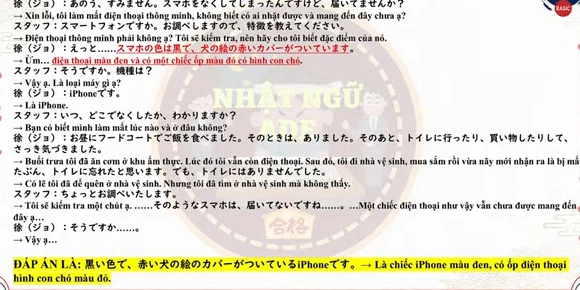 徐（ジョ）：あのう、すみません。スマホをなくしてしまったんですけど、届いてませんか？
→ Xin lỗi, tôi làm mất điện thoại thông minh, không biết có ai nhặt được và mang đến đây chưa ạ?
スタッフ：スマートフォンですか。お調べしますので、特徴を教えてください。
→ Điện thoại thông minh phải không ạ? Tôi sẽ kiểm tra, nên hãy cho tôi biết đặc điểm của nó.
徐（ジョ）：えっと……スマホの色は黒で、犬の絵の赤いカバーがついています。
→ Ừm… điện thoại màu đen và có một chiếc ốp màu đỏ có hình con chó.
スタッフ：そうですか。機種は？
→ Vậy ạ. Là loại máy gì ạ?
徐（ジョ）：iPhoneです。
→ Là iPhone.
スタッフ：いつ、どこでなくしたか、わかりますか？
→ Bạn có biết mình làm mất lúc nào và ở đâu không?
徐（ジョ）：お昼にフードコートでご飯を食べました。そのときは、ありました。そのあと、トイレに行ったり、買い物したりして、
さっき気づきました。
→ Buổi trưa tôi đã ăn cơm ở khu ẩm thực. Lúc đó tôi vẫn còn điện thoại. Sau đó, tôi đi nhà vệ sinh, mua sắm rồi vừa nãy mới nhận ra là bị mấ
たぶん、トイレに忘れたと思います。でも、トイレにはありませんでした。
→ Có lẽ tôi đã để quên ở nhà vệ sinh. Nhưng tôi đã tìm ở nhà vệ sinh mà không thấy.
スタッフ：ちょっとお調べいたします。
→ Tôi sẽ kiểm tra một chút ạ. ……そのようなスマホは、届いてないですね……。…Một chiếc điện thoại như vậy vẫn chưa được mang đến
đây ạ…
徐（ジョ）：そうですか……。
→ Vậy ạ…
ĐÁP ÁN LÀ: 黒い色で、赤い犬の絵のカバーがついているiPhoneです。→ Là chiếc iPhone màu đen, có ốp điện thoại
hình con chó màu đỏ.
NHẬT NGỮ
合格
BASIC